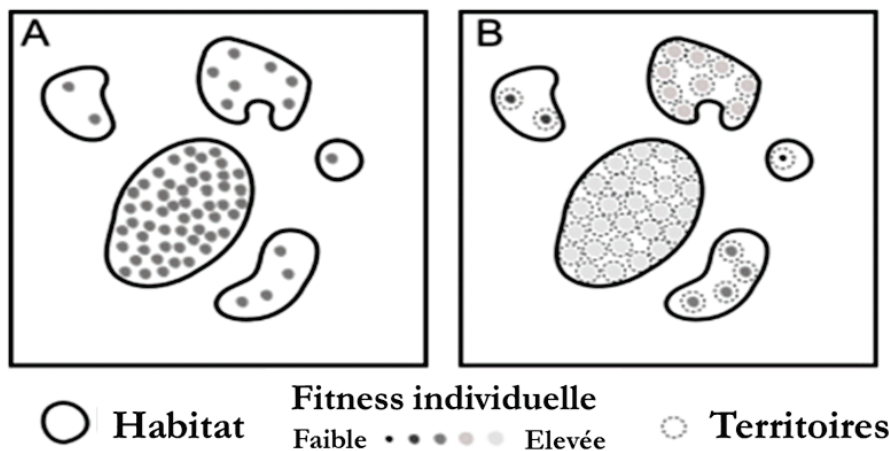 A
B
Habitat
Fitness individuelle
Faible
Elevée
Territoires